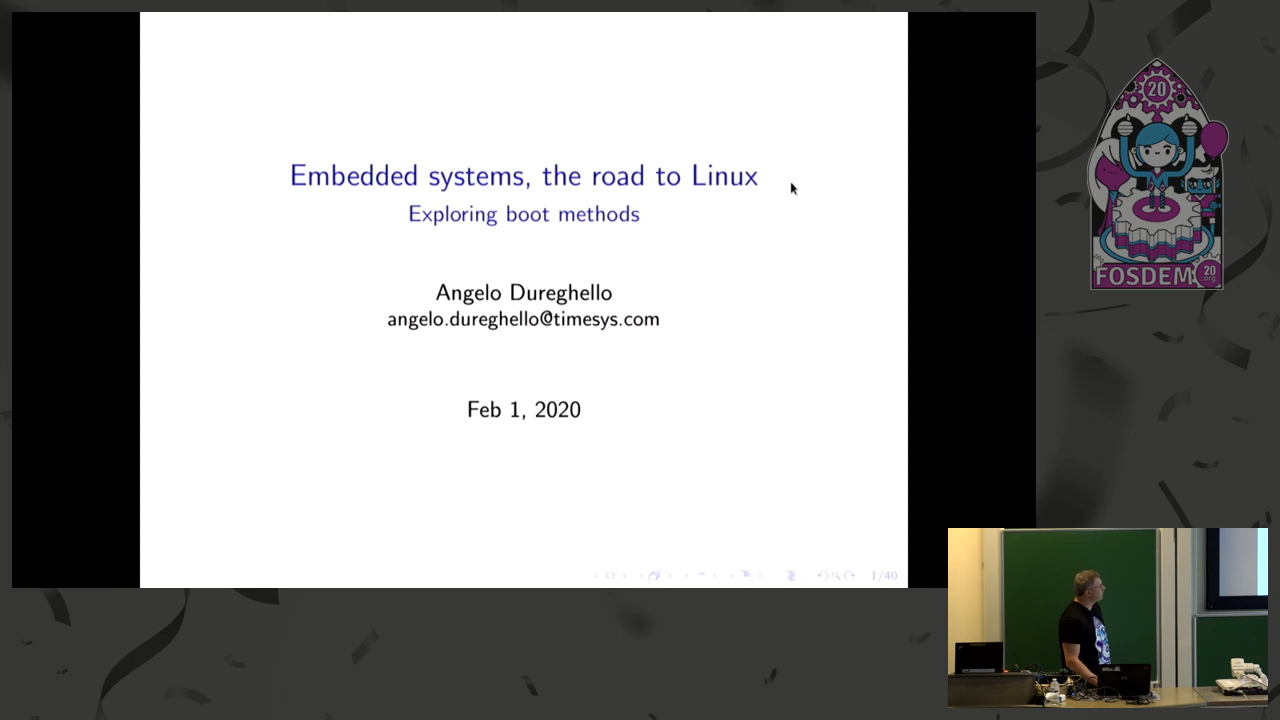 Embedded systems, the road to Linux
Exploring boot methods
Angelo Dureghello
angelo.dureghello@timesys.com
Feb 1, 2020
1/40
20
FOSDEM
20
.org